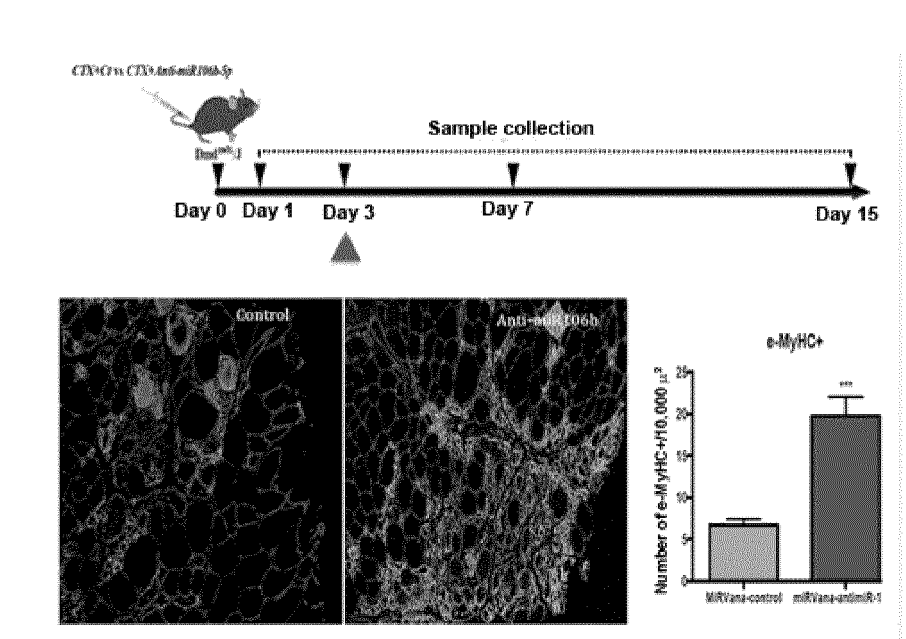 CTX+Cr vs. CTX+Anti-miR106b-5p
Sample collection
Day 0 Day 1 Day 3 Day 7 Day 15
Control
Anti-miR106b
e-MyHC+
Number of e-MyHC+/10,000 µ²
25
20
15
10
5
0
***
MiRVana-control miRVana-antimiR-1